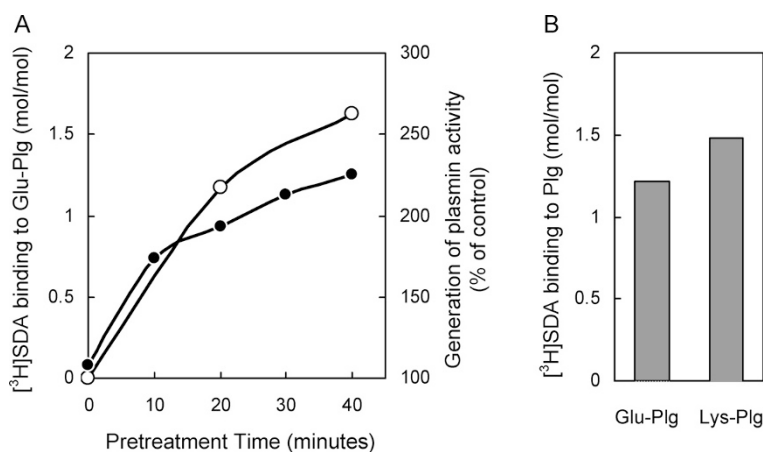 A
[³H]SDA binding to Glu-Plg (mol/mol)
2
1.5
1
0.5
0
300
250
200
150
100
Generation of plasmin activity
(% of control)
0 10 20 30 40
Pretreatment Time (minutes)
B
[³H]SDA binding to Plg (mol/mol)
2
1.5
1
0.5
0
Glu-Plg Lys-Plg